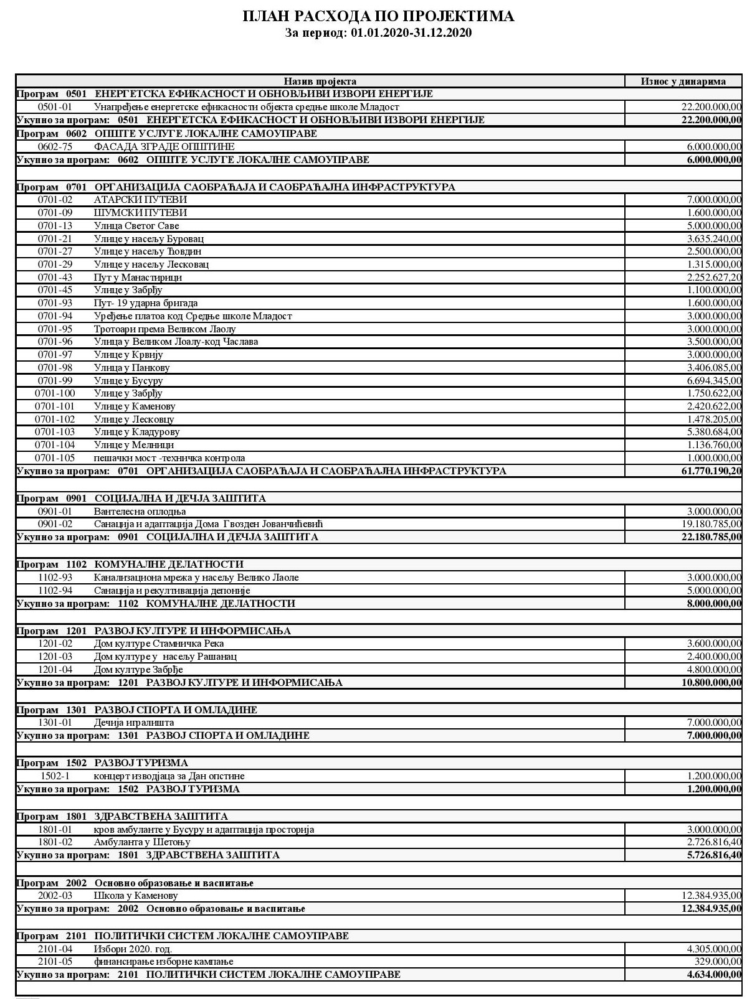 ПЛАН РАСХОДА ПО ПРОЈЕКТИМА
За период: 01.01.2020-31.12.2020
Назив пројекта Износ у динарима
Програм 0501 ЕНЕРГЕТСКА ЕФИКАСНОСТ И ОБНОВЉИВИ ИЗВОРИ ЕНЕРГИЈЕ
0501-01 Унапређење енергетске ефикасности објекта средње школе Младост 22.200.000,00
Укупно за програм: 0501 ЕНЕРГЕТСКА ЕФИКАСНОСТ И ОБНОВЉИВИ ИЗВОРИ ЕНЕРГИЈЕ 22.200.000,00
Програм 0602 ОПШТЕ УСЛУГЕ ЛОКАЛНЕ САМОУПРАВЕ
0602-75 ФАСАДА ЗГРАДЕ ОПШТИНЕ 6.000.000,00
Укупно за програм: 0602 ОПШТЕ УСЛУГЕ ЛОКАЛНЕ САМОУПРАВЕ 6.000.000,00
Програм 0701 ОРГАНИЗАЦИЈА САОБРАЋАЈА И САОБРАЋАЈНА ИНФРАСТРУКТУРА
0701-02 АТАРСКИ ПУТЕВИ 7.000.000,00
0701-09 ШУМСКИ ПУТЕВИ 1.600.000,00
0701-13 Улица Светог Саве 5.000.000,00
0701-21 Улице у насељу Буровац 3.635.240,00
0701-27 Улице у насељу Ћовдин 2.500.000,00
0701-29 Улице у насељу Лесковац 1.315.000,00
0701-43 Пут у Манастирици 2.252.627,20
0701-45 Улице у Забрђу 1.100.000,00
0701-93 Пут- 19 ударна бригада 1.600.000,00
0701-94 Уређење платоа код Средње школе Младост 3.000.000,00
0701-95 Тротоари према Великом Лаолу 3.000.000,00
0701-96 Улица у Великом Лоалу-код Часлава 3.500.000,00
0701-97 Улице у Крвију 3.000.000,00
0701-98 Улица у Панкову 3.406.085,00
0701-99 Улице у Бусуру 6.694.345,00
0701-100 Улице у Забрђу 1.750.622,00
0701-101 Улице у Каменову 2.420.622,00
0701-102 Улице у Лесковцу 1.478.205,00
0701-103 Улице у Кладурову 5.380.684,00
0701-104 Улице у Мелници 1.136.760,00
0701-105 пешачки мост -техничка контрола 1.000.000,00
Укупно за програм: 0701 ОРГАНИЗАЦИЈА САОБРАЋАЈА И САОБРАЋАЈНА ИНФРАСТРУКТУРА 61.770.190,20
Програм 0901 СОЦИЈАЛНА И ДЕЧЈА ЗАШТИТА
0901-01 Вантелесна оплодња 3.000.000,00
0901-02 Санација и адаптација Дома Гвозден Јованчићевић 19.180.785,00
Укупно за програм: 0901 СОЦИЈАЛНА И ДЕЧЈА ЗАШТИТА 22.180.785,00
Програм 1102 КОМУНАЛНЕ ДЕЛАТНОСТИ
1102-93 Канализациона мрежа у насељу Велико Лаоле 3.000.000,00
1102-94 Санација и рекултивација депоније 5.000.000,00
Укупно за програм: 1102 КОМУНАЛНЕ ДЕЛАТНОСТИ 8.000.000,00
Програм 1201 РАЗВОЈ КУЛТУРЕ И ИНФОРМИСАЊА
1201-02 Дом културе Стамничка Река 3.600.000,00
1201-03 Дом културе у насељу Рашанац 2.400.000,00
1201-04 Дом културе Забрђе 4.800.000,00
Укупно за програм: 1201 РАЗВОЈ КУЛТУРЕ И ИНФОРМИСАЊА 10.800.000,00
Програм 1301 РАЗВОЈ СПОРТА И ОМЛАДИНЕ
1301-01 Дечија игралишта 7.000.000,00
Укупно за програм: 1301 РАЗВОЈ СПОРТА И ОМЛАДИНЕ 7.000.000,00
Програм 1502 РАЗВОЈ ТУРИЗМА
1502-1 концерт изводјаца за Дан опстине 1.200.000,00
Укупно за програм: 1502 РАЗВОЈ ТУРИЗМА 1.200.000,00
Програм 1801 ЗДРАВСТВЕНА ЗАШТИТА
1801-01 кров амбуланте у Бусуру и адаптација просторија 3.000.000,00
1801-02 Амбуланта у Шетоњу 2.726.816,40
Укупно за програм: 1801 ЗДРАВСТВЕНА ЗАШТИТА 5.726.816,40
Програм 2002 Основно образовање и васпитање
2002-03 Школа у Каменову 12.384.935,00
Укупно за програм: 2002 Основно образовање и васпитање 12.384.935,00
Програм 2101 ПОЛИТИЧКИ СИСТЕМ ЛОКАЛНЕ САМОУПРАВЕ
2101-04 Избори 2020. год. 4.305.000,00
2101-05 финансирање изборне кампање 329.000,00
Укупно за програм: 2101 ПОЛИТИЧКИ СИСТЕМ ЛОКАЛНЕ САМОУПРАВЕ 4.634.000,00